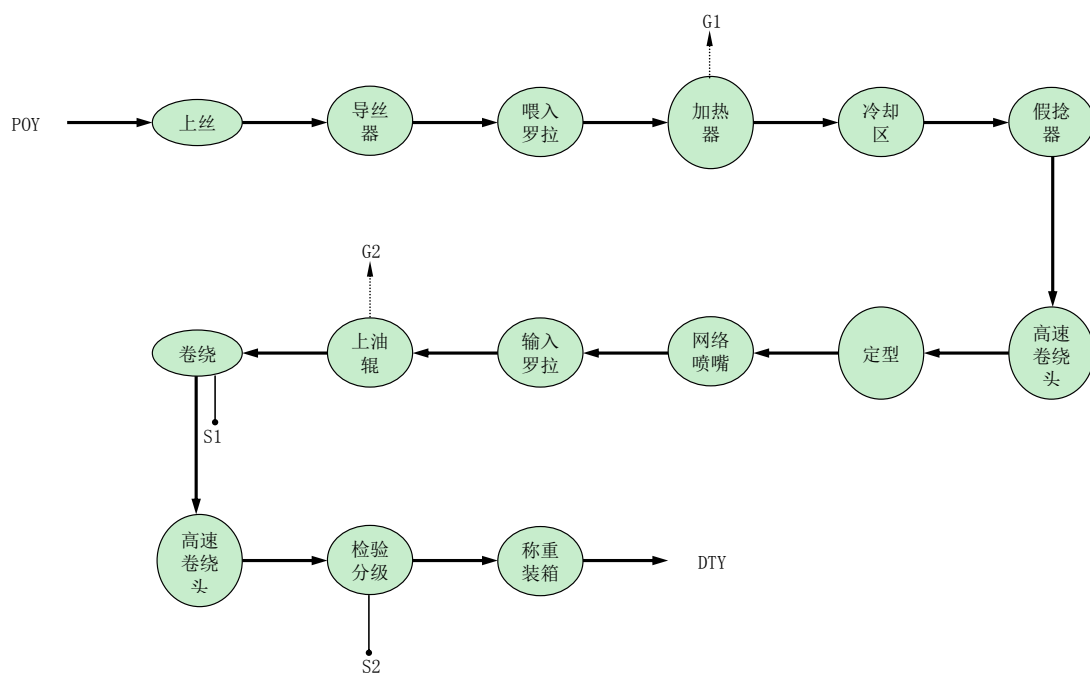 G1
POY
上丝
导丝
器
喂入
罗拉
加热
器
冷却
区
假捻
器
G2
卷绕
上油
辊
输入
罗拉
网络
喷嘴
定型
高速
卷绕
头
S1
高速
卷绕
头
检验
分级
称重
装箱
DTY
S2